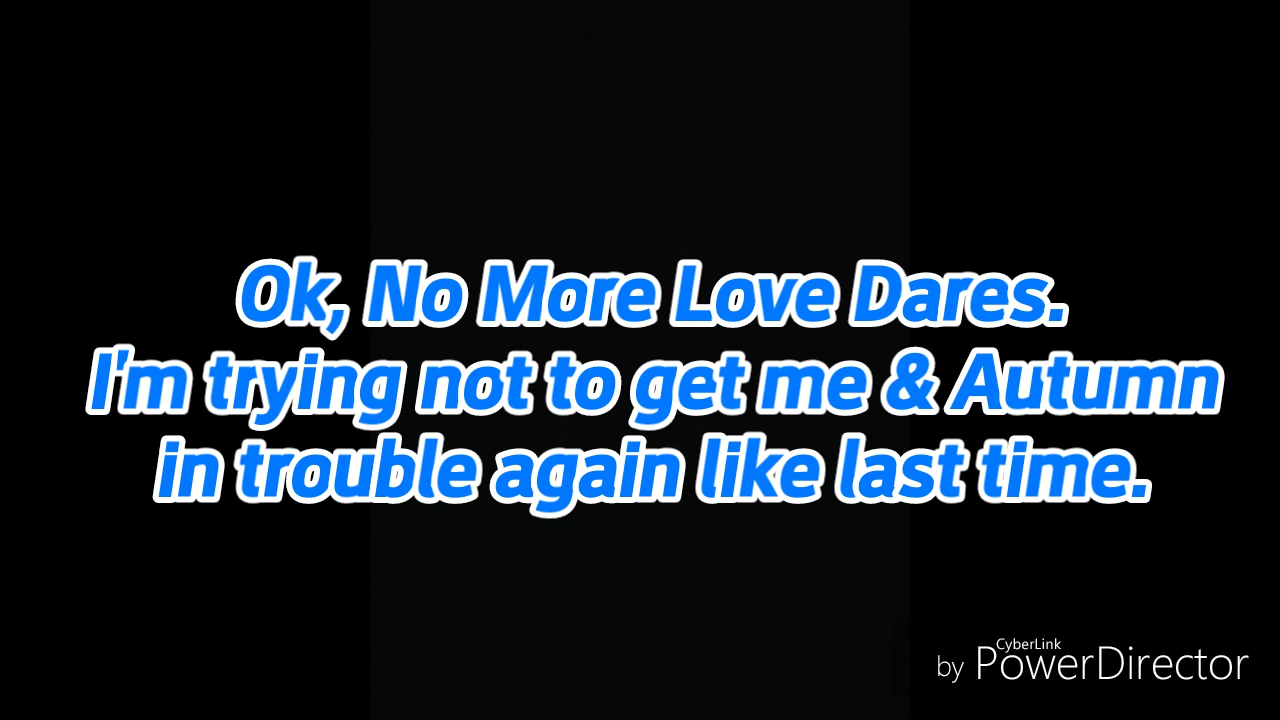 Ok, No More Love Dares.
I'm trying not to get me & Autumn
in trouble again like last time.
CyberLink
by PowerDirector